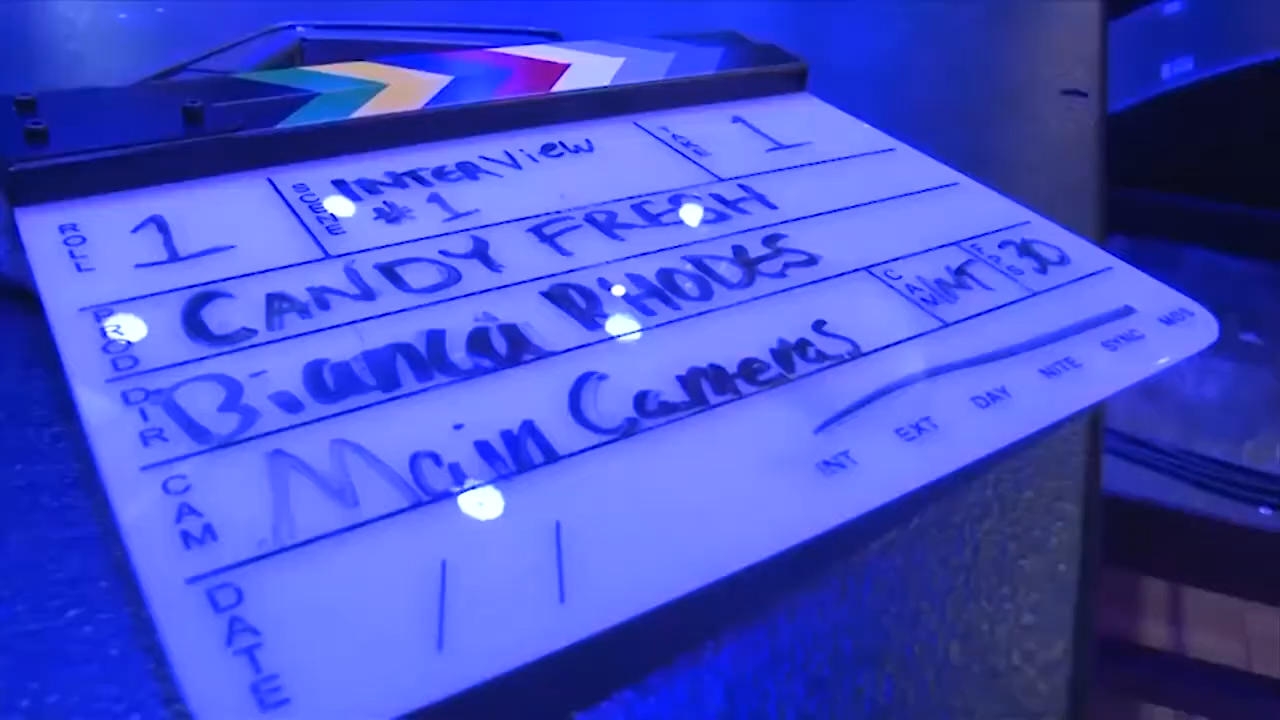 ROLL 1 SCENE INTERView #1 TAKE 1
PROD CANDY FRESH
DIR Bianca RHODES
CAM Main Cameras CAM INT FPS 30
DATE / /
INT EXT DAY NITE SYNC MOS